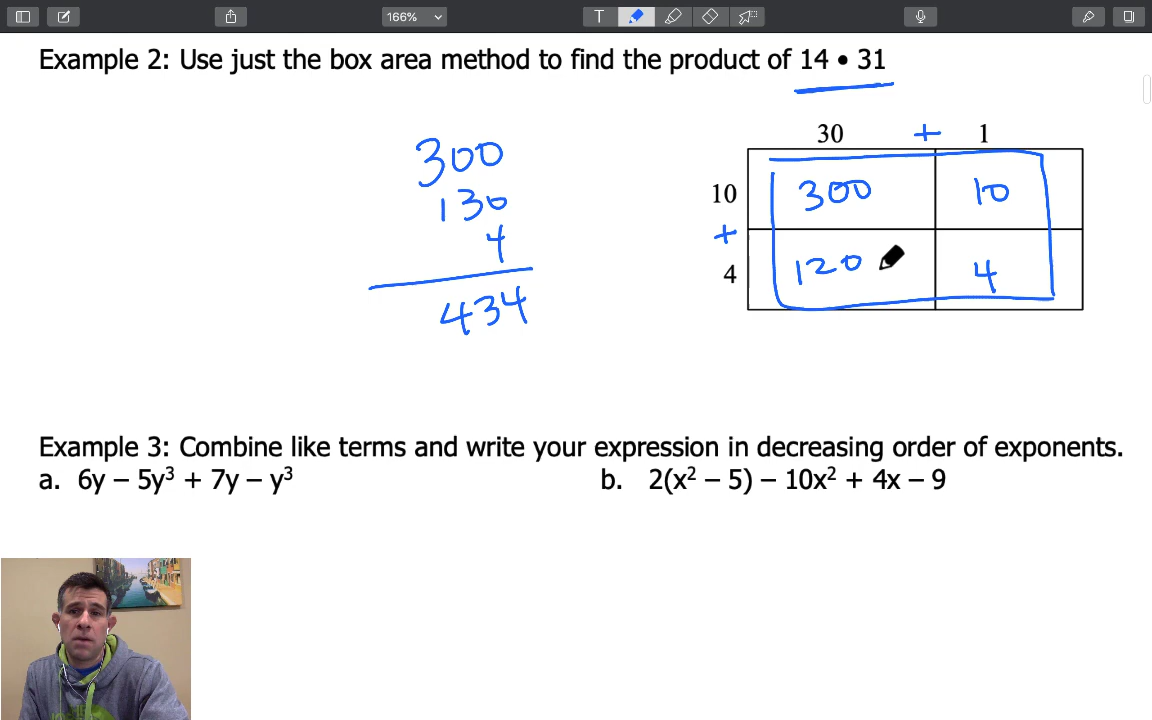 166%
T
Example 2: Use just the box area method to find the product of 14 • 31
30 + 1
300
130
4
434
10 300 10
+
4 120 4
Example 3: Combine like terms and write your expression in decreasing order of exponents.
a. 6y – 5y³ + 7y – y³
b. 2(x² – 5) – 10x² + 4x – 9